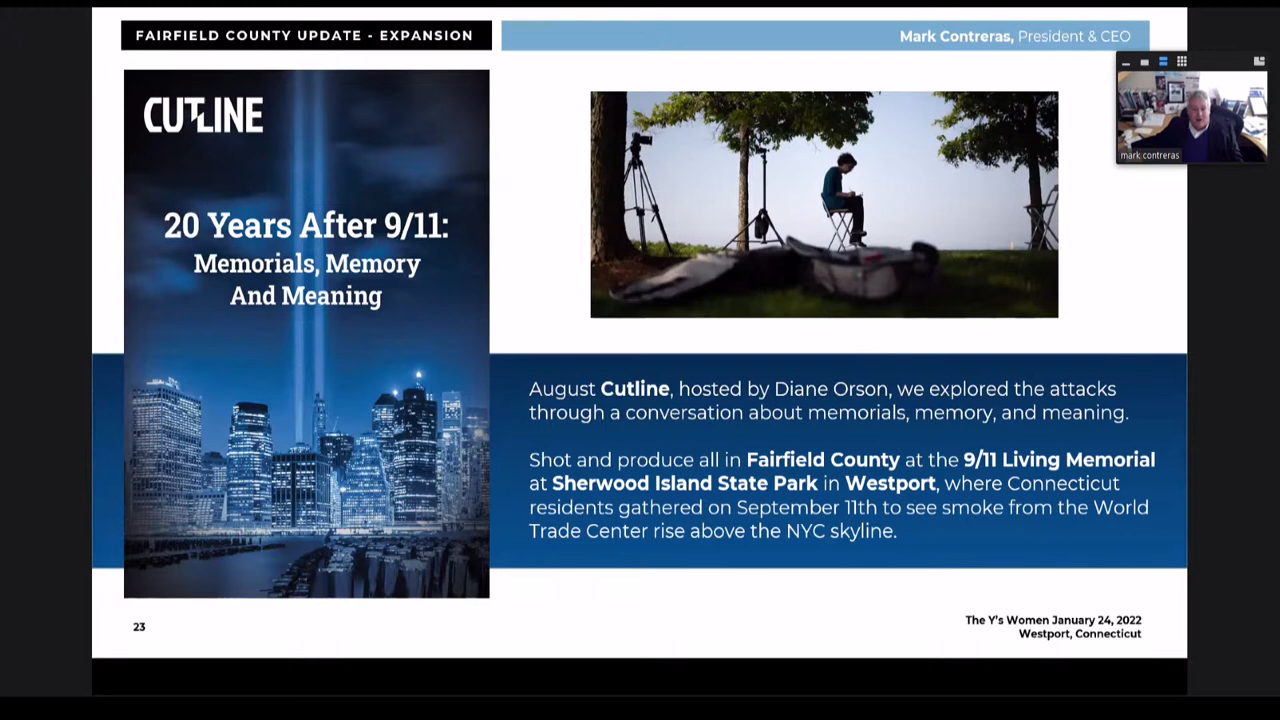 FAIRFIELD COUNTY UPDATE - EXPANSION
Mark Contreras, President & CEO
mark contreras
CUTLINE
20 Years After 9/11:
Memorials, Memory
And Meaning
August Cutline, hosted by Diane Orson, we explored the attacks
through a conversation about memorials, memory, and meaning.
Shot and produce all in Fairfield County at the 9/11 Living Memorial
at Sherwood Island State Park in Westport, where Connecticut
residents gathered on September 11th to see smoke from the World
Trade Center rise above the NYC skyline.
23
The Y's Women January 24, 2022
Westport, Connecticut